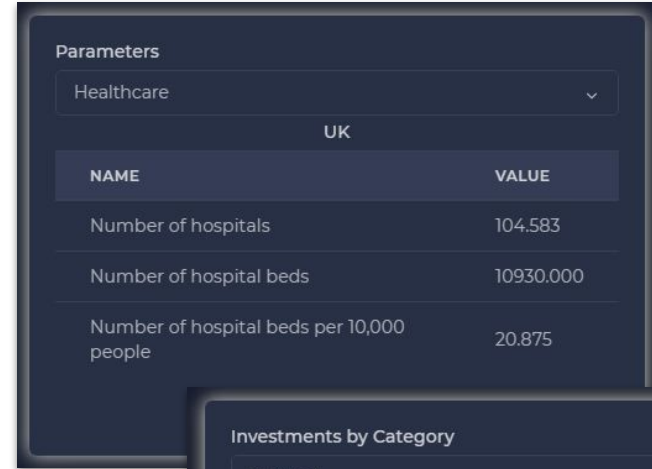 Parameters
Healthcare
UK
NAME VALUE
Number of hospitals 104.583
Number of hospital beds 10930.000
Number of hospital beds per 10,000
people 20.875
Investments by Category